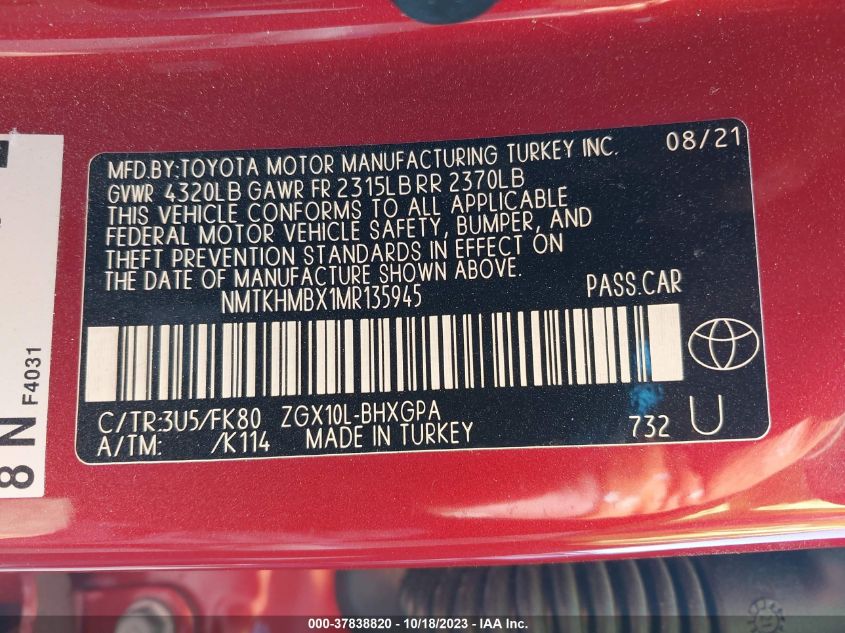 MFD.BY:TOYOTA MOTOR MANUFACTURING TURKEY INC. 08/21
GVWR 4320LB GAWR FR 2315LB RR 2370LB
THIS VEHICLE CONFORMS TO ALL APPLICABLE
FEDERAL MOTOR VEHICLE SAFETY, BUMPER, AND
THEFT PREVENTION STANDARDS IN EFFECT ON
THE DATE OF MANUFACTURE SHOWN ABOVE.
NMTKHMBX1MR135945 PASS.CAR
C/TR:3U5/FK80 ZGX10L-BHXGPA
A/TM: /K114 MADE IN TURKEY 732 U
8 N F4031
000-37838820 / 10/18/2023 - IAA Inc.